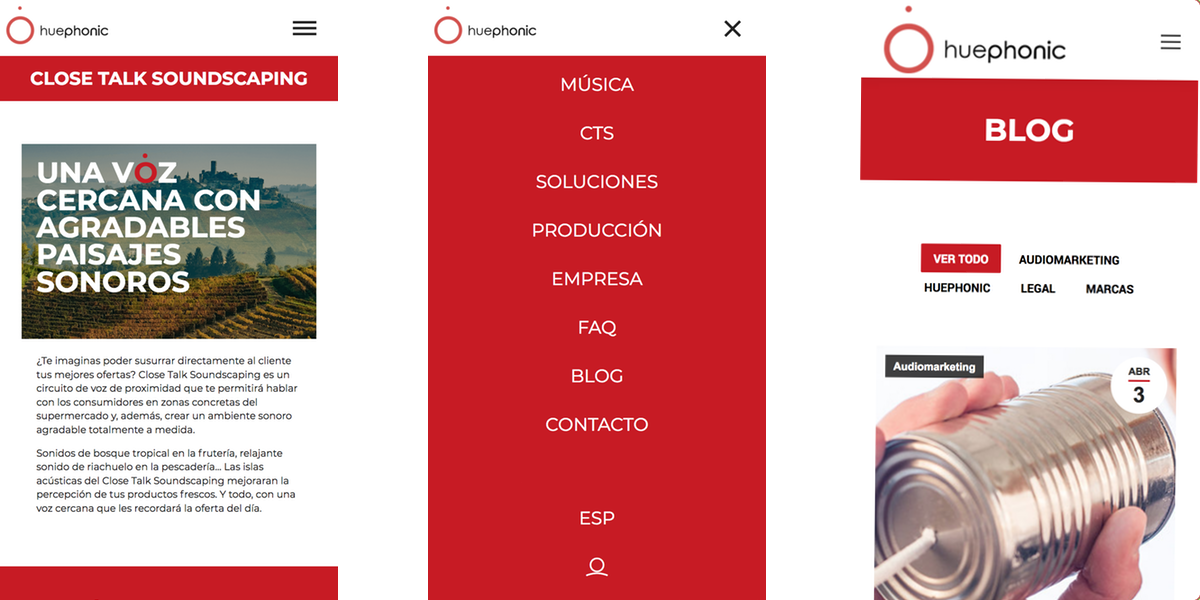 huephonic
CLOSE TALK SOUNDSCAPING
UNA VOZ
CERCANA CON
AGRADABLES
PAISAJES
SONOROS
¿Te imaginas poder susurrar directamente al cliente
tus mejores ofertas? Close Talk Soundscaping es un
circuito de voz de proximidad que te permitirá hablar
con los consumidores en zonas concretas del
supermercado y, además, crear un ambiente sonoro
agradable totalmente a medida.
Sonidos de bosque tropical en la frutería, relajante
sonido de riachuelo en la pescadería... Las islas
acústicas del Close Talk Soundscaping mejoraran la
percepción de tus productos frescos. Y todo, con una
voz cercana que les recordará la oferta del día.
huephonic
MÚSICA
CTS
SOLUCIONES
PRODUCCIÓN
EMPRESA
FAQ
BLOG
CONTACTO
ESP
huephonic
BLOG
VER TODO AUDIOMARKETING
HUEPHONIC LEGAL MARCAS
Audiomarketing
ABR
3